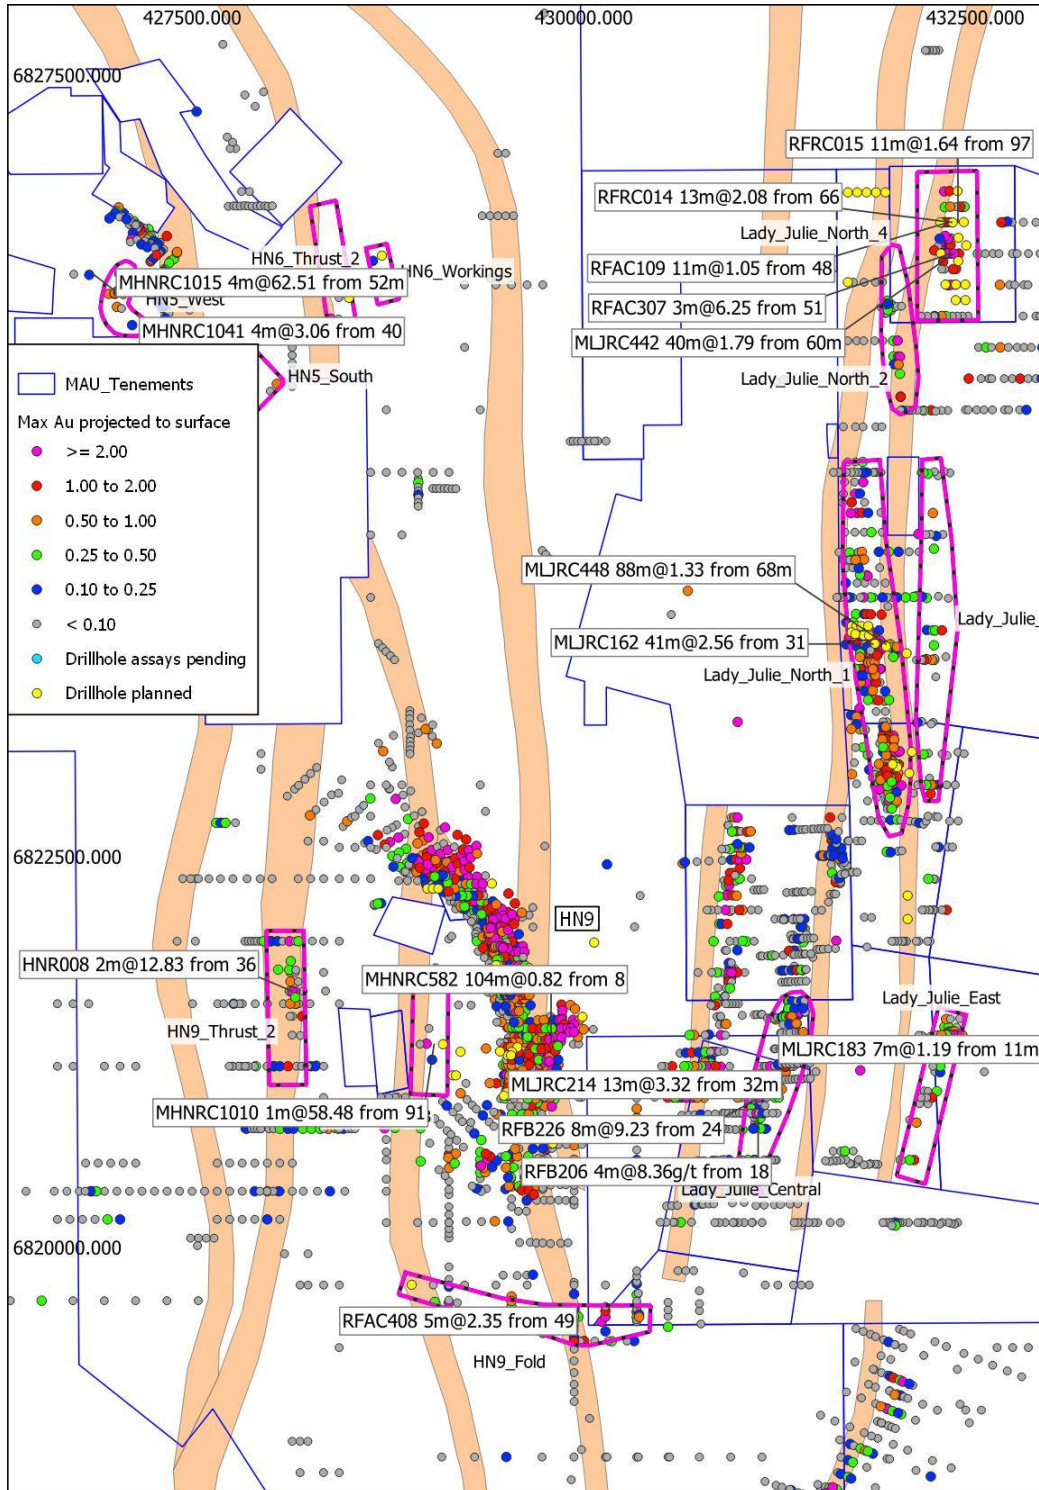 427500.000
430000.000
432500.000
6827500.000
RFRC015 11m@1.64 from 97
RFRC014 13m@2.08 from 66
Lady_Julie_North_4
HN6_Thrust_2
HN6_Workings
RFAC109 11m@1.05 from 48
MHNRC1015 4m@62.51 from 52m
HN5_West
RFAC307 3m@6.25 from 51
MHNRC1041 4m@3.06 from 40
MLJRC442 40m@1.79 from 60m
HN5_South
Lady_Julie_North_2
MAU_Tenements
Max Au projected to surface
>= 2.00
1.00 to 2.00
0.50 to 1.00
0.25 to 0.50
0.10 to 0.25
< 0.10
Drillhole assays pending
Drillhole planned
MLJRC448 88m@1.33 from 68m
Lady_Julie_
MLJRC162 41m@2.56 from 31
Lady_Julie_North_1
6822500.000
HN9
HNR008 2m@12.83 from 36
MHNRC582 104m@0.82 from 8
Lady_Julie_East
HN9_Thrust_2
MLJRC183 7m@1.19 from 11m
MLJRC214 13m@3.32 from 32m
MHNRC1010 1m@58.48 from 91
RFB226 8m@9.23 from 24
RFB206 4m@8.36g/t from 18
Lady_Julie_Central
6820000.000
RFAC408 5m@2.35 from 49
HN9_Fold